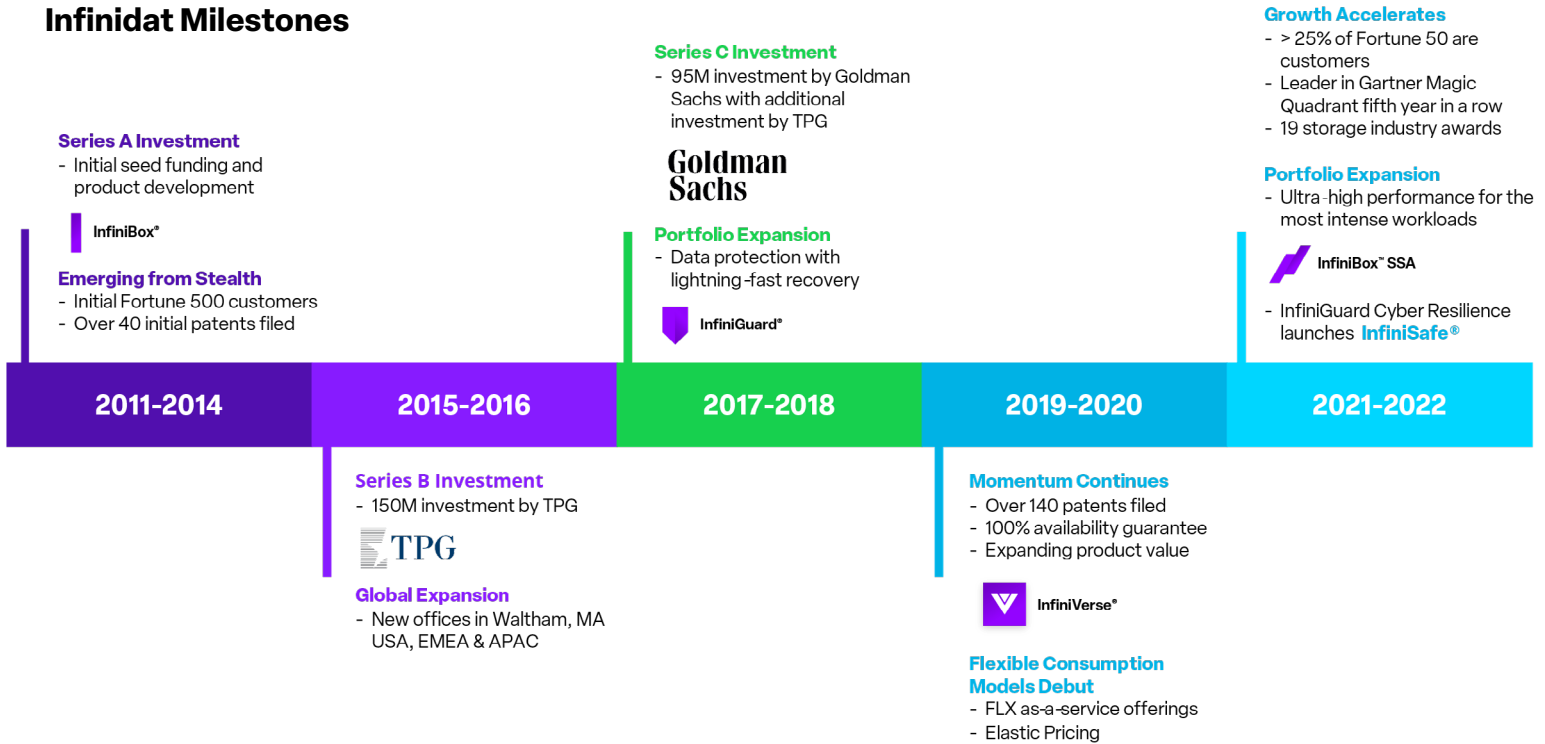 Infinidat Milestones
Series A Investment
- Initial seed funding and
product development
InfiniBox®
Emerging from Stealth
- Initial Fortune 500 customers
- Over 40 initial patents filed
2011-2014
2015-2016
Series B Investment
- 150M investment by TPG
TPG
Global Expansion
- New offices in Waltham, MA
USA, EMEA & APAC
Series C Investment
- 95M investment by Goldman
Sachs with additional
investment by TPG
Goldman
Sachs
Portfolio Expansion
- Data protection with
lightning-fast recovery
InfiniGuard®
2017-2018
2019-2020
Momentum Continues
- Over 140 patents filed
- 100% availability guarantee
- Expanding product value
InfiniVerse®
Flexible Consumption
Models Debut
- FLX as-a-service offerings
- Elastic Pricing
Growth Accelerates
- > 25% of Fortune 50 are
customers
- Leader in Gartner Magic
Quadrant fifth year in a row
- 19 storage industry awards
Portfolio Expansion
- Ultra-high performance for the
most intense workloads
InfiniBox™ SSA
- InfiniGuard Cyber Resilience
launches InfiniSafe®
2021-2022